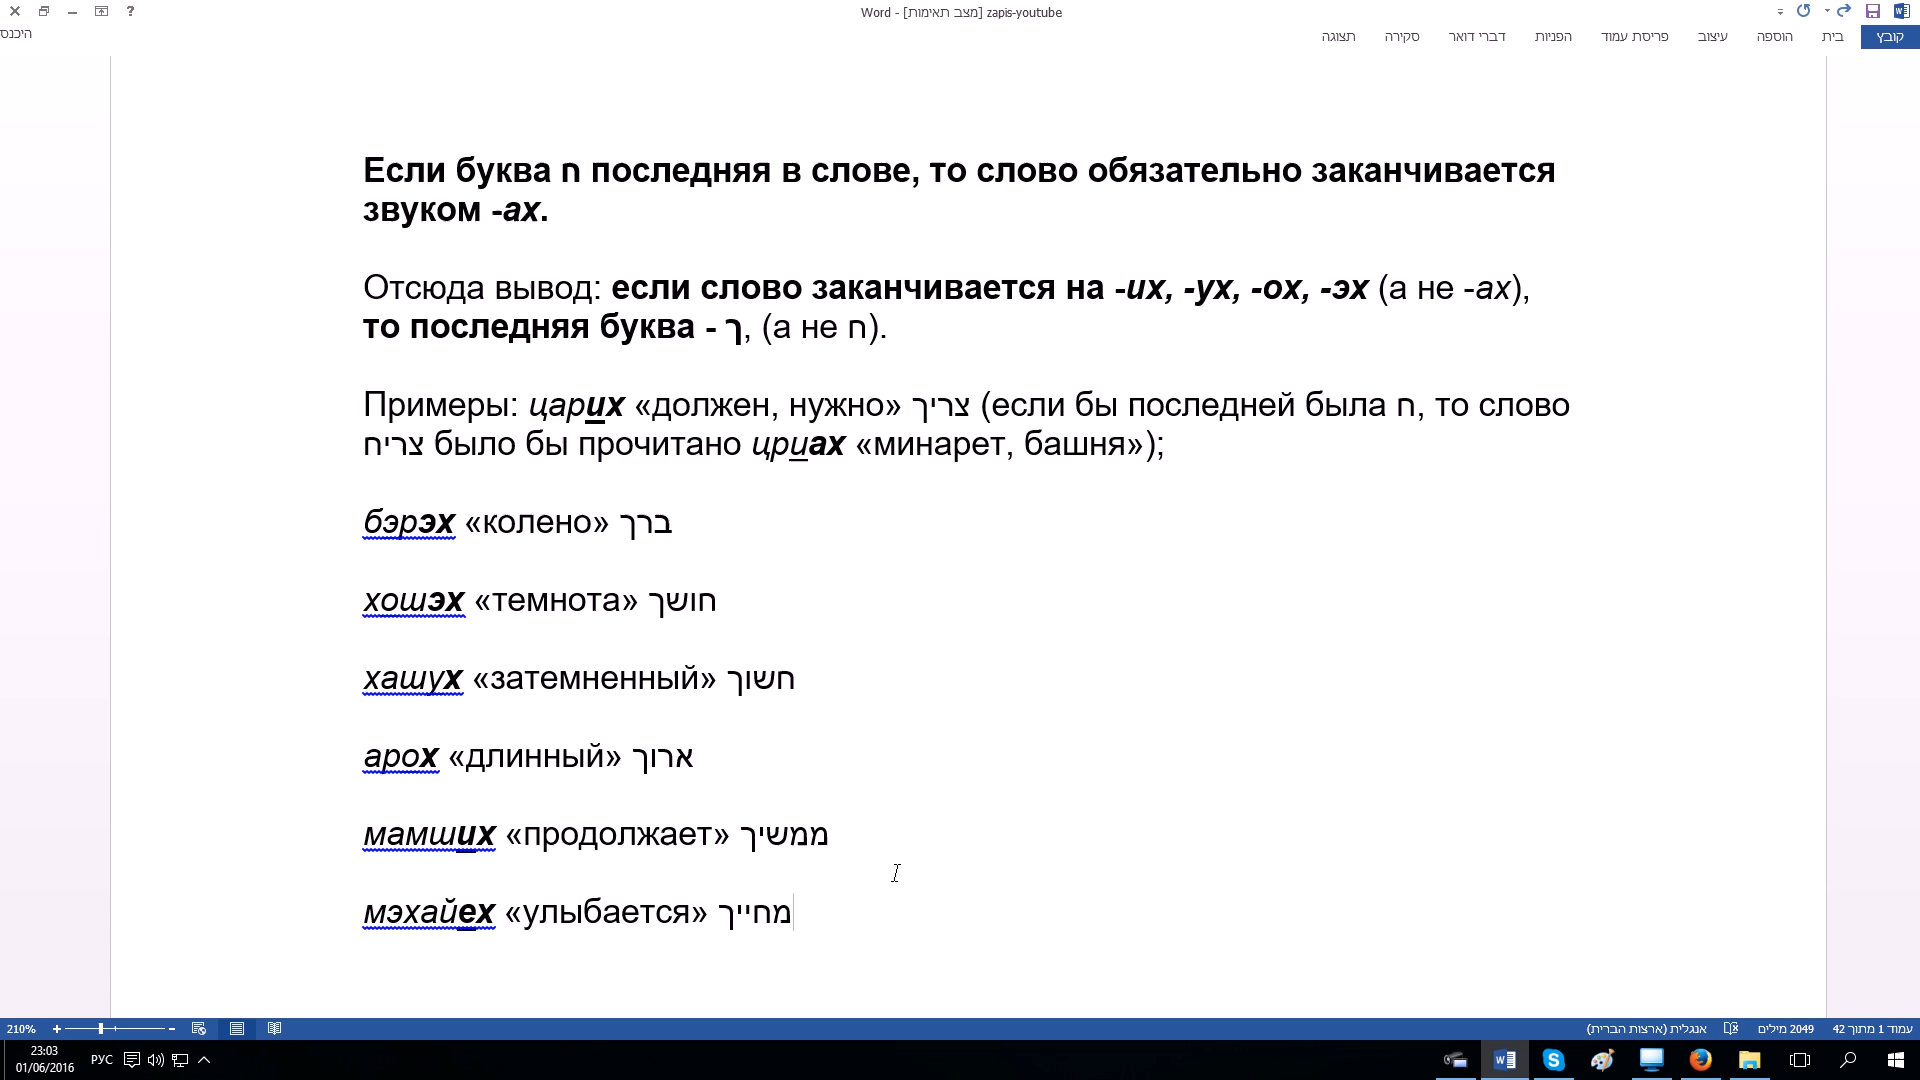 zapis-youtube [מצב תאימות] - Word
קובץ בית הוספה עיצוב פריסת עמוד הפניות דברי דואר סקירה תצוגה
היכנס
Если буква ח последняя в слове, то слово обязательно заканчивается
звуком -ах.
Отсюда вывод: если слово заканчивается на -их, -ух, -ох, -эх (а не -ах),
то последняя буква - ך, (а не ח).
Примеры: царих «должен, нужно» צריך (если бы последней была ח, то слово
צריח было бы прочитано цриах «минарет, башня»);
бэрэх «колено» ברך
хошэх «темнота» חושך
хашух «затемненный» חשוך
арох «длинный» ארוך
мамших «продолжает» ממשיך
мэхайех «улыбается» מחייך
עמוד 1 מתוך 42 2049 מילים אנגלית (ארצות הברית) 210%
23:03
01/06/2016
РУС